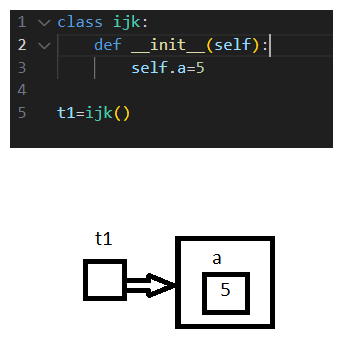 1 class ijk:
2     def __init__(self):
3         self.a=5
4
5 t1=ijk()
t1
a
5